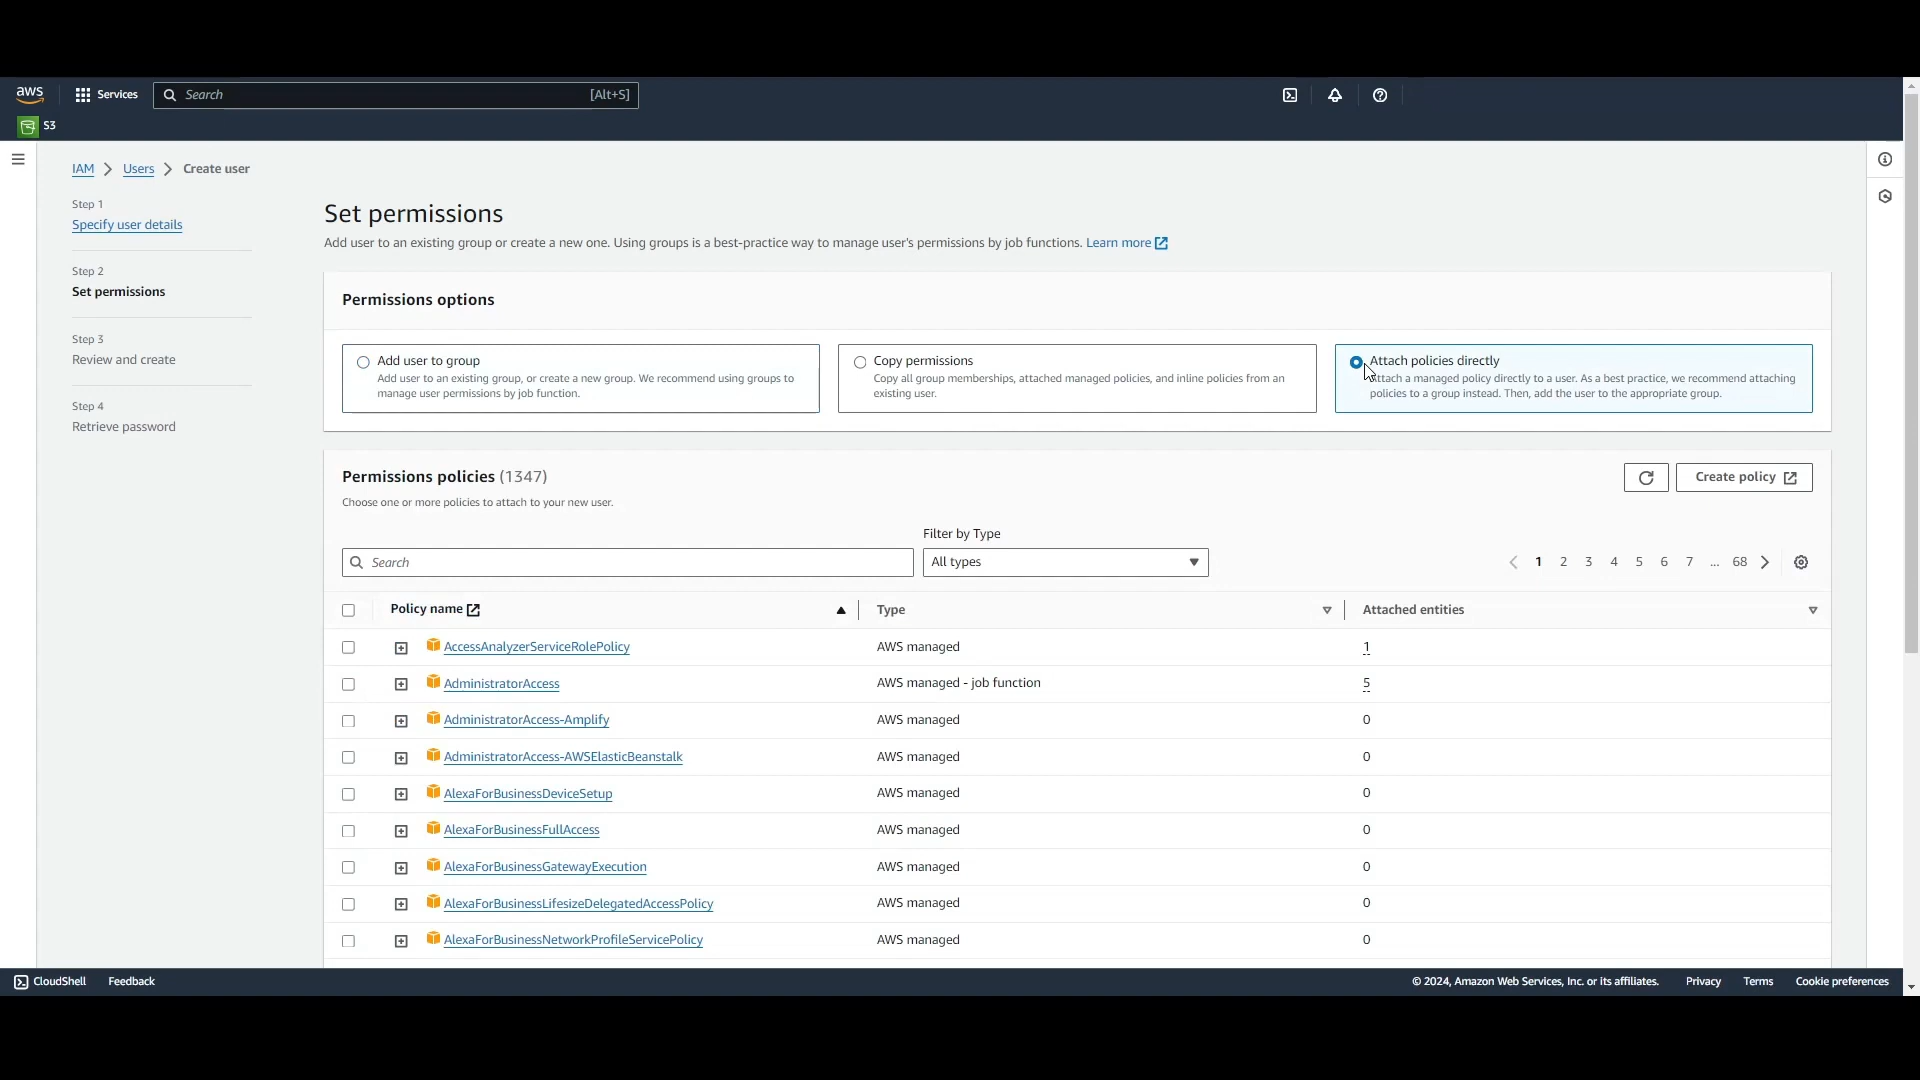 aws
Services
Search
[Alt+S]
S3
IAM
Users
Create user
Step 1
Specify user details
Step 2
Set permissions
Step 3
Review and create
Step 4
Retrieve password
Set permissions
Add user to an existing group or create a new one. Using groups is a best-practice way to manage user's permissions by job functions. Learn more
Permissions options
Add user to group
Add user to an existing group, or create a new group. We recommend using groups to
manage user permissions by job function.
Copy permissions
Copy all group memberships, attached managed policies, and inline policies from an
existing user.
Attach policies directly
Attach a managed policy directly to a user. As a best practice, we recommend attaching
policies to a group instead. Then, add the user to the appropriate group.
Permissions policies (1347)
Choose one or more policies to attach to your new user.
Create policy
Filter by Type
Search
All types
1 2 3 4 5 6 7 ... 68
Policy name Type Attached entities
AccessAnalyzerServiceRolePolicy AWS managed 1
AdministratorAccess AWS managed - job function 5
AdministratorAccess-Amplify AWS managed 0
AdministratorAccess-AWSElasticBeanstalk AWS managed 0
AlexaForBusinessDeviceSetup AWS managed 0
AlexaForBusinessFullAccess AWS managed 0
AlexaForBusinessGatewayExecution AWS managed 0
AlexaForBusinessLifesizeDelegatedAccessPolicy AWS managed 0
AlexaForBusinessNetworkProfileServicePolicy AWS managed 0
CloudShell Feedback © 2024, Amazon Web Services, Inc. or its affiliates. Privacy Terms Cookie preferences